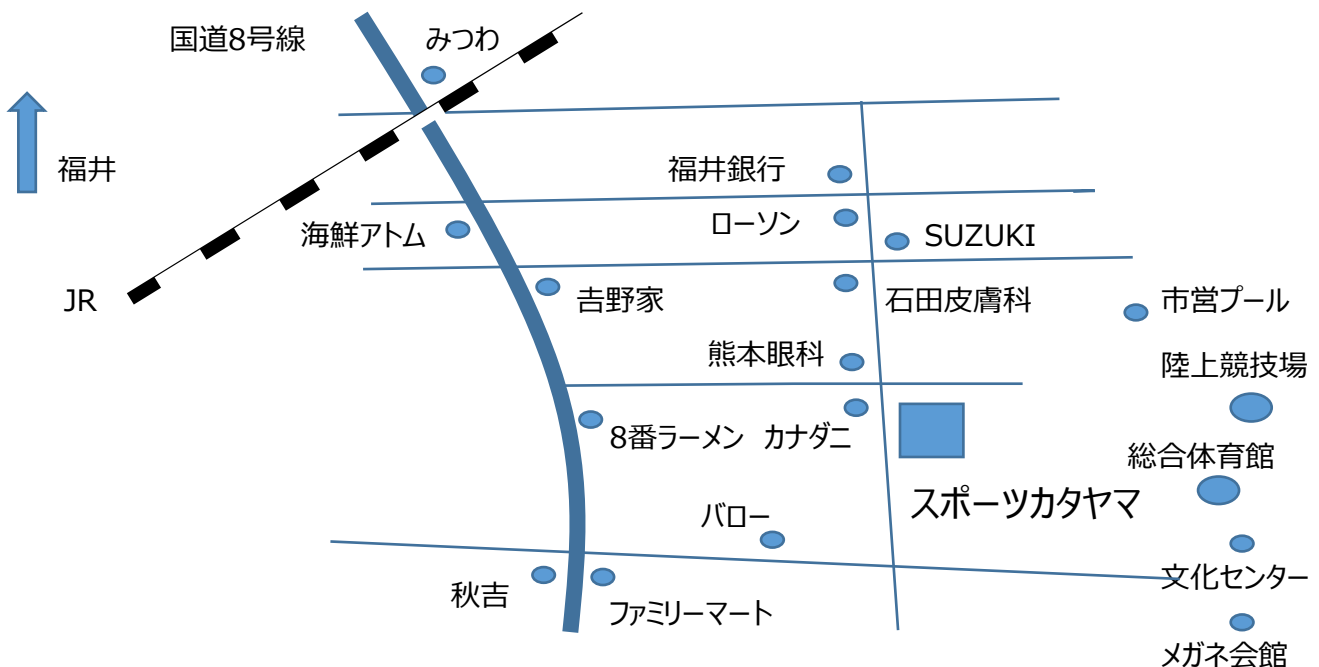 国道8号線
みつわ
福井
福井銀行
海鮮アトム
ローソン
SUZUKI
JR
𠮷野家
石田皮膚科
市営プール
熊本眼科
陸上競技場
8番ラーメン
カナダニ
総合体育館
スポーツカタヤマ
バロー
秋吉
ファミリーマート
文化センター
メガネ会館